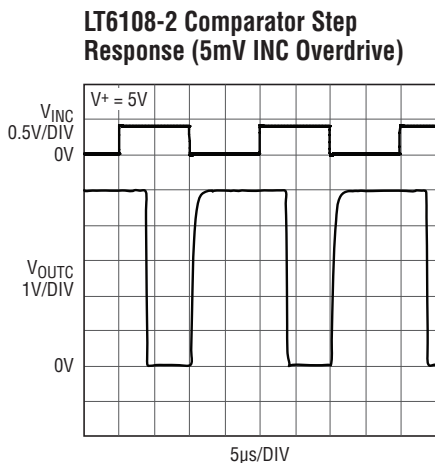 LT6108-2 Comparator Step
Response (5mV INC Overdrive)
V+ = 5V
VINC
0.5V/DIV
0V
VOUTC
1V/DIV
0V
5µs/DIV